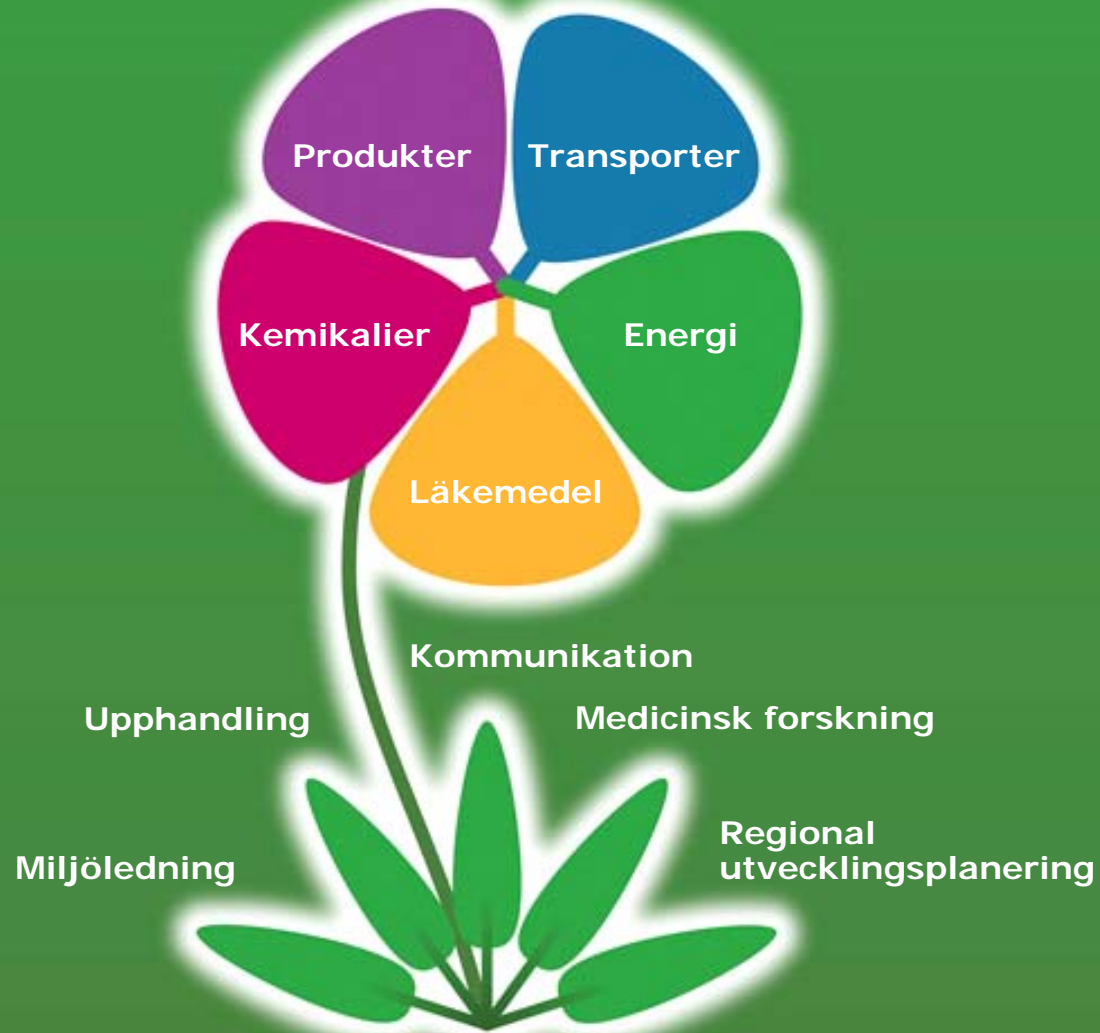 Produkter
Transporter
Kemikalier
Energi
Läkemedel
Kommunikation
Upphandling
Medicinsk forskning
Regional
utvecklingsplanering
Miljöledning